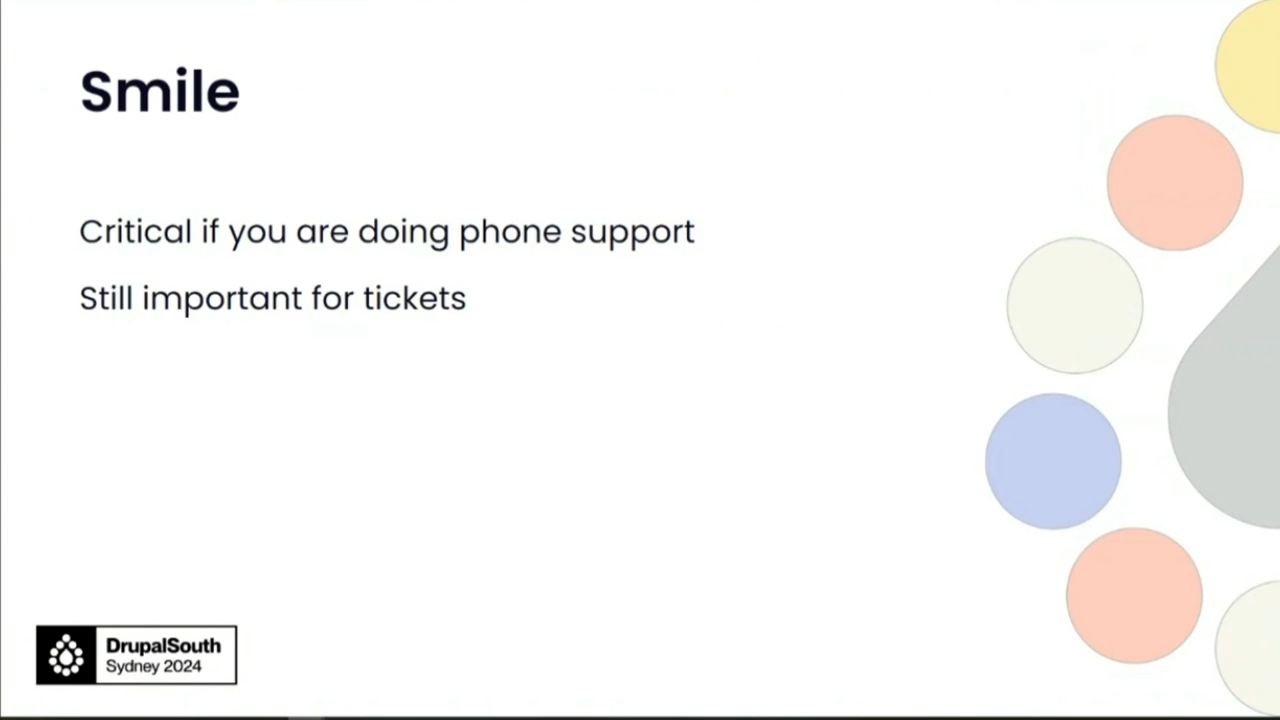 Smile
Critical if you are doing phone support
Still important for tickets
DrupalSouth
Sydney 2024